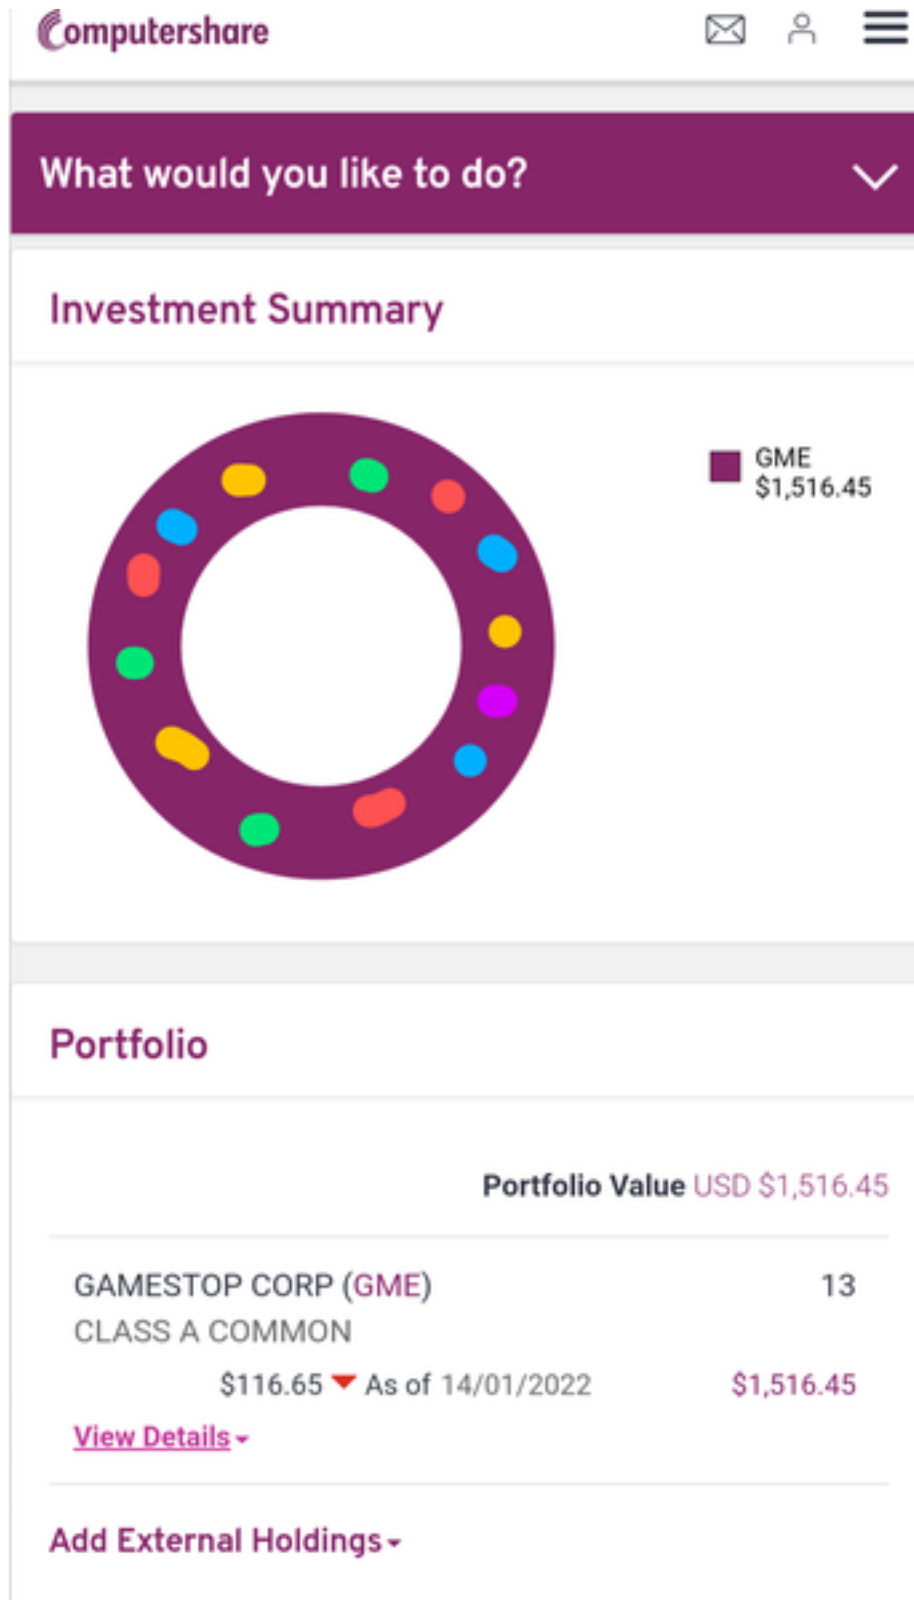 Computershare
What would you like to do?
Investment Summary
GME
$1,516.45
Portfolio
Portfolio Value USD $1,516.45
GAMESTOP CORP (GME) 13
CLASS A COMMON
$116.65 As of 14/01/2022 $1,516.45
View Details
Add External Holdings